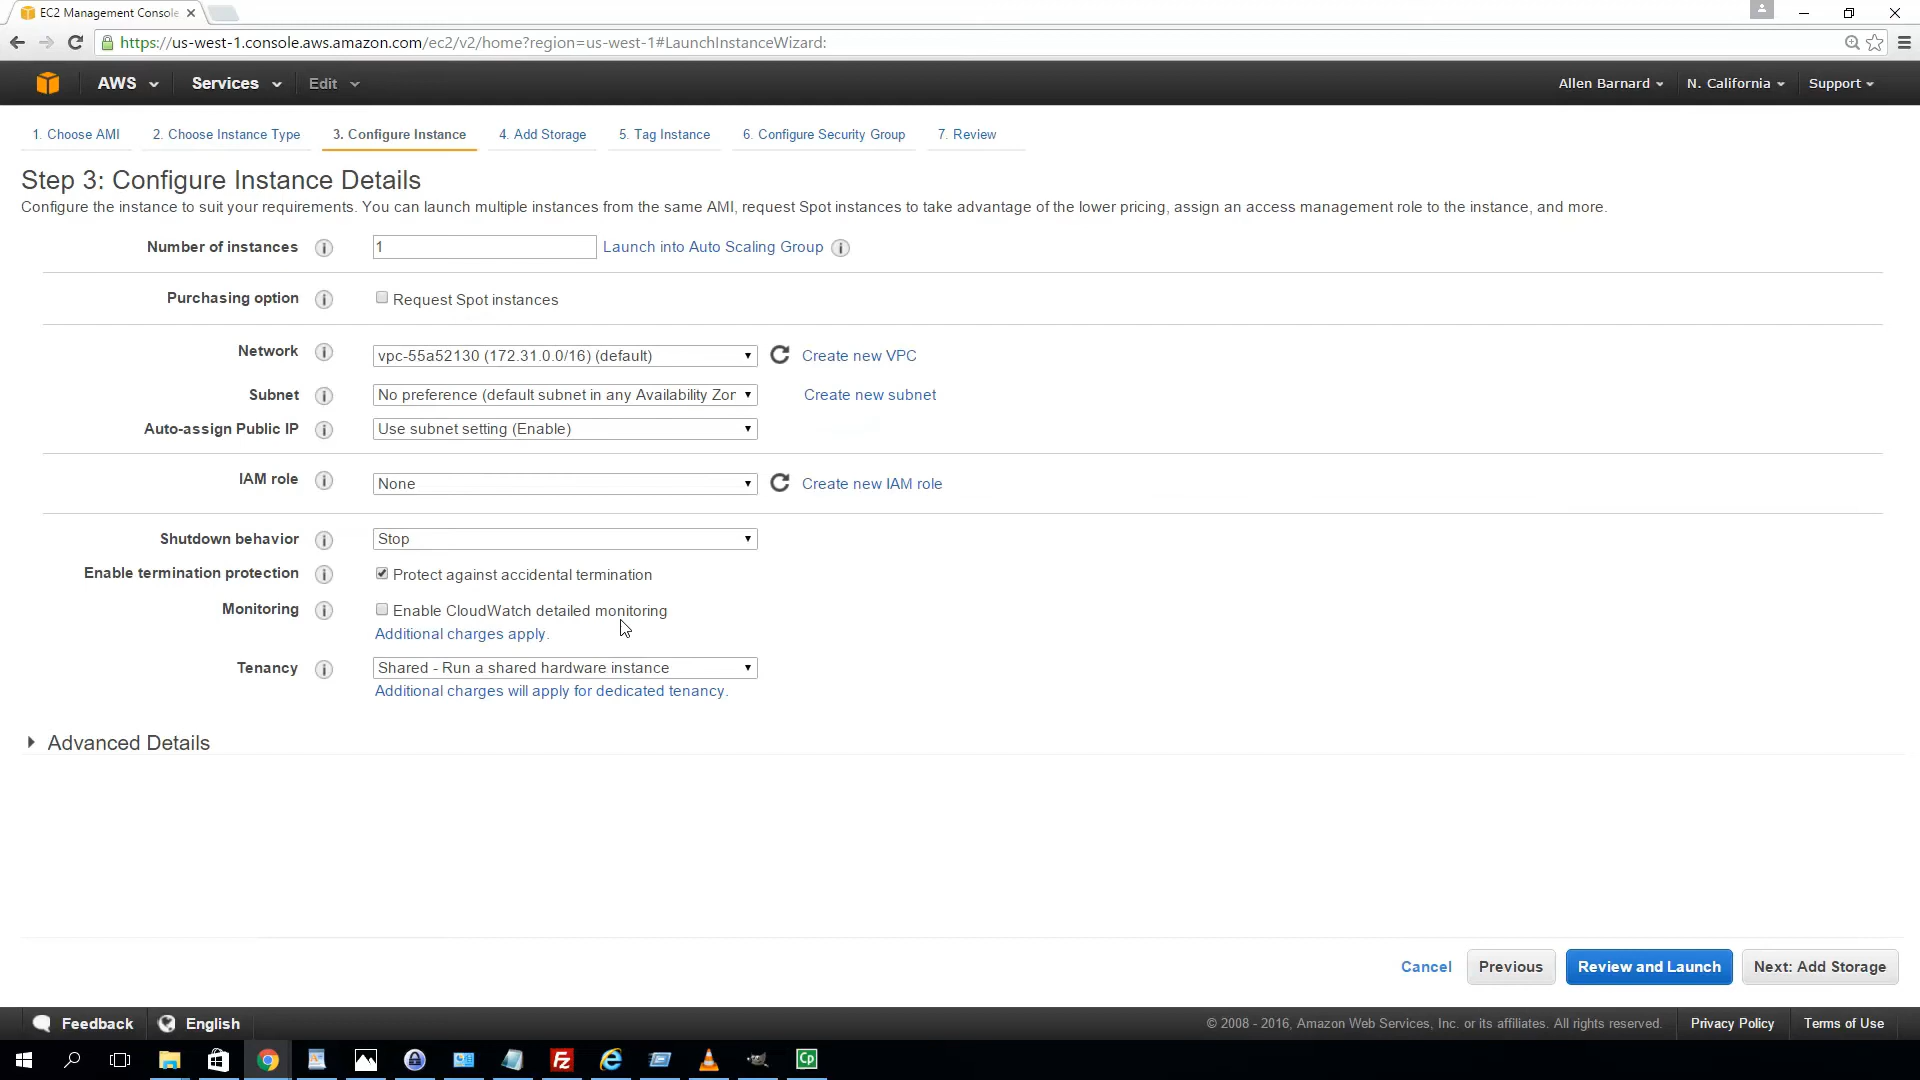 EC2 Management Console
https://us-west-1.console.aws.amazon.com/ec2/v2/home?region=us-west-1#LaunchInstanceWizard:
AWS Services Edit Allen Barnard N. California Support
1. Choose AMI 2. Choose Instance Type 3. Configure Instance 4. Add Storage 5. Tag Instance 6. Configure Security Group 7. Review
Step 3: Configure Instance Details
Configure the instance to suit your requirements. You can launch multiple instances from the same AMI, request Spot instances to take advantage of the lower pricing, assign an access management role to the instance, and more.
Number of instances i 1 Launch into Auto Scaling Group i
Purchasing option i Request Spot instances
Network i vpc-55a52130 (172.31.0.0/16) (default) Create new VPC
Subnet i No preference (default subnet in any Availability Zor Create new subnet
Auto-assign Public IP i Use subnet setting (Enable)
IAM role i None Create new IAM role
Shutdown behavior i Stop
Enable termination protection i Protect against accidental termination
Monitoring i Enable CloudWatch detailed monitoring
Additional charges apply.
Tenancy i Shared - Run a shared hardware instance
Additional charges will apply for dedicated tenancy.
Advanced Details
Cancel Previous Review and Launch Next: Add Storage
Feedback English © 2008 - 2016, Amazon Web Services, Inc. or its affiliates. All rights reserved. Privacy Policy Terms of Use
Fz Cp